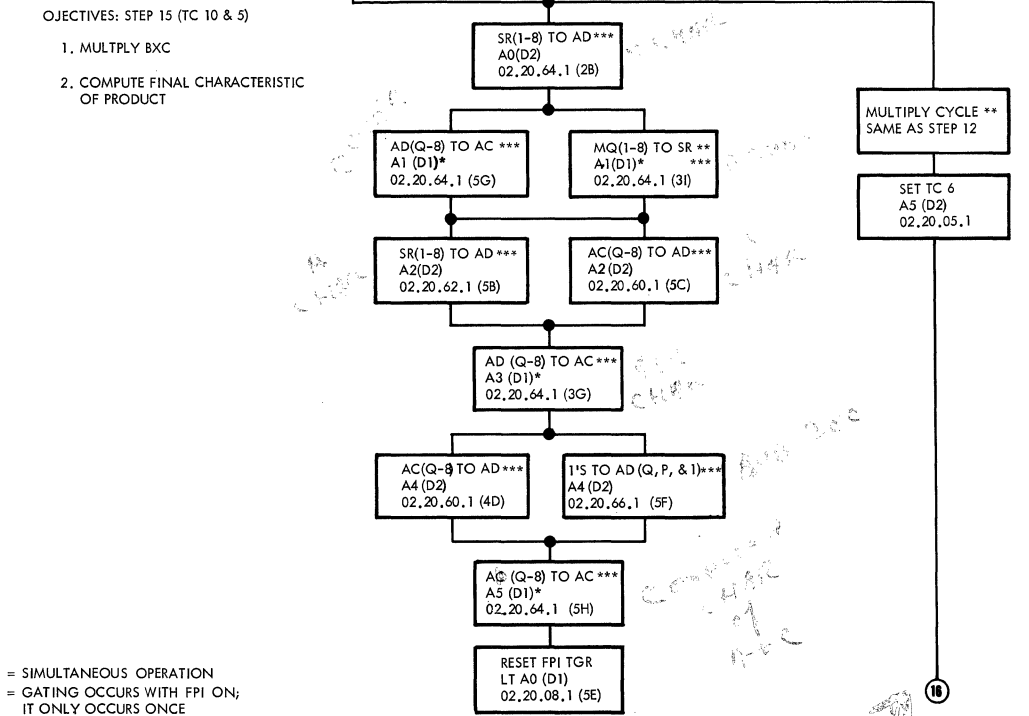 OJECTIVES: STEP 15 (TC 10 & 5)
1. MULTPLY BXC
2. COMPUTE FINAL CHARACTERISTIC
OF PRODUCT
SR(1-8) TO AD***
A0(D2)
02.20.64.1 (2B)
AD(Q-8) TO AC ***
A1 (D1)*
02.20.64.1 (5G)
MQ(1-8) TO SR **
A1(D1)* ***
02.20.64.1 (3I)
MULTIPLY CYCLE **
SAME AS STEP 12
SET TC 6
A5 (D2)
02.20.05.1
SR(1-8) TO AD ***
A2(D2)
02.20.62.1 (5B)
AC(Q-8) TO AD***
A2 (D2)
02.20.60.1 (5C)
CHAR
CHAR
AD (Q-8) TO AC ***
A3 (D1)*
02.20.64.1 (3G)
CHAR
AC(Q-8) TO AD***
A4 (D2)
02.20.60.1 (4D)
1'S TO AD (Q, P, & 1)***
A4 (D2)
02.20.66.1 (5F)
AC (Q-8) TO AC ***
A5 (D1)*
02.20.64.1 (5H)
CHAR
of
RESET FPI TGR
LT A0 (D1)
02.20.08.1 (5E)
= SIMULTANEOUS OPERATION
= GATING OCCURS WITH FPI ON;
IT ONLY OCCURS ONCE
16